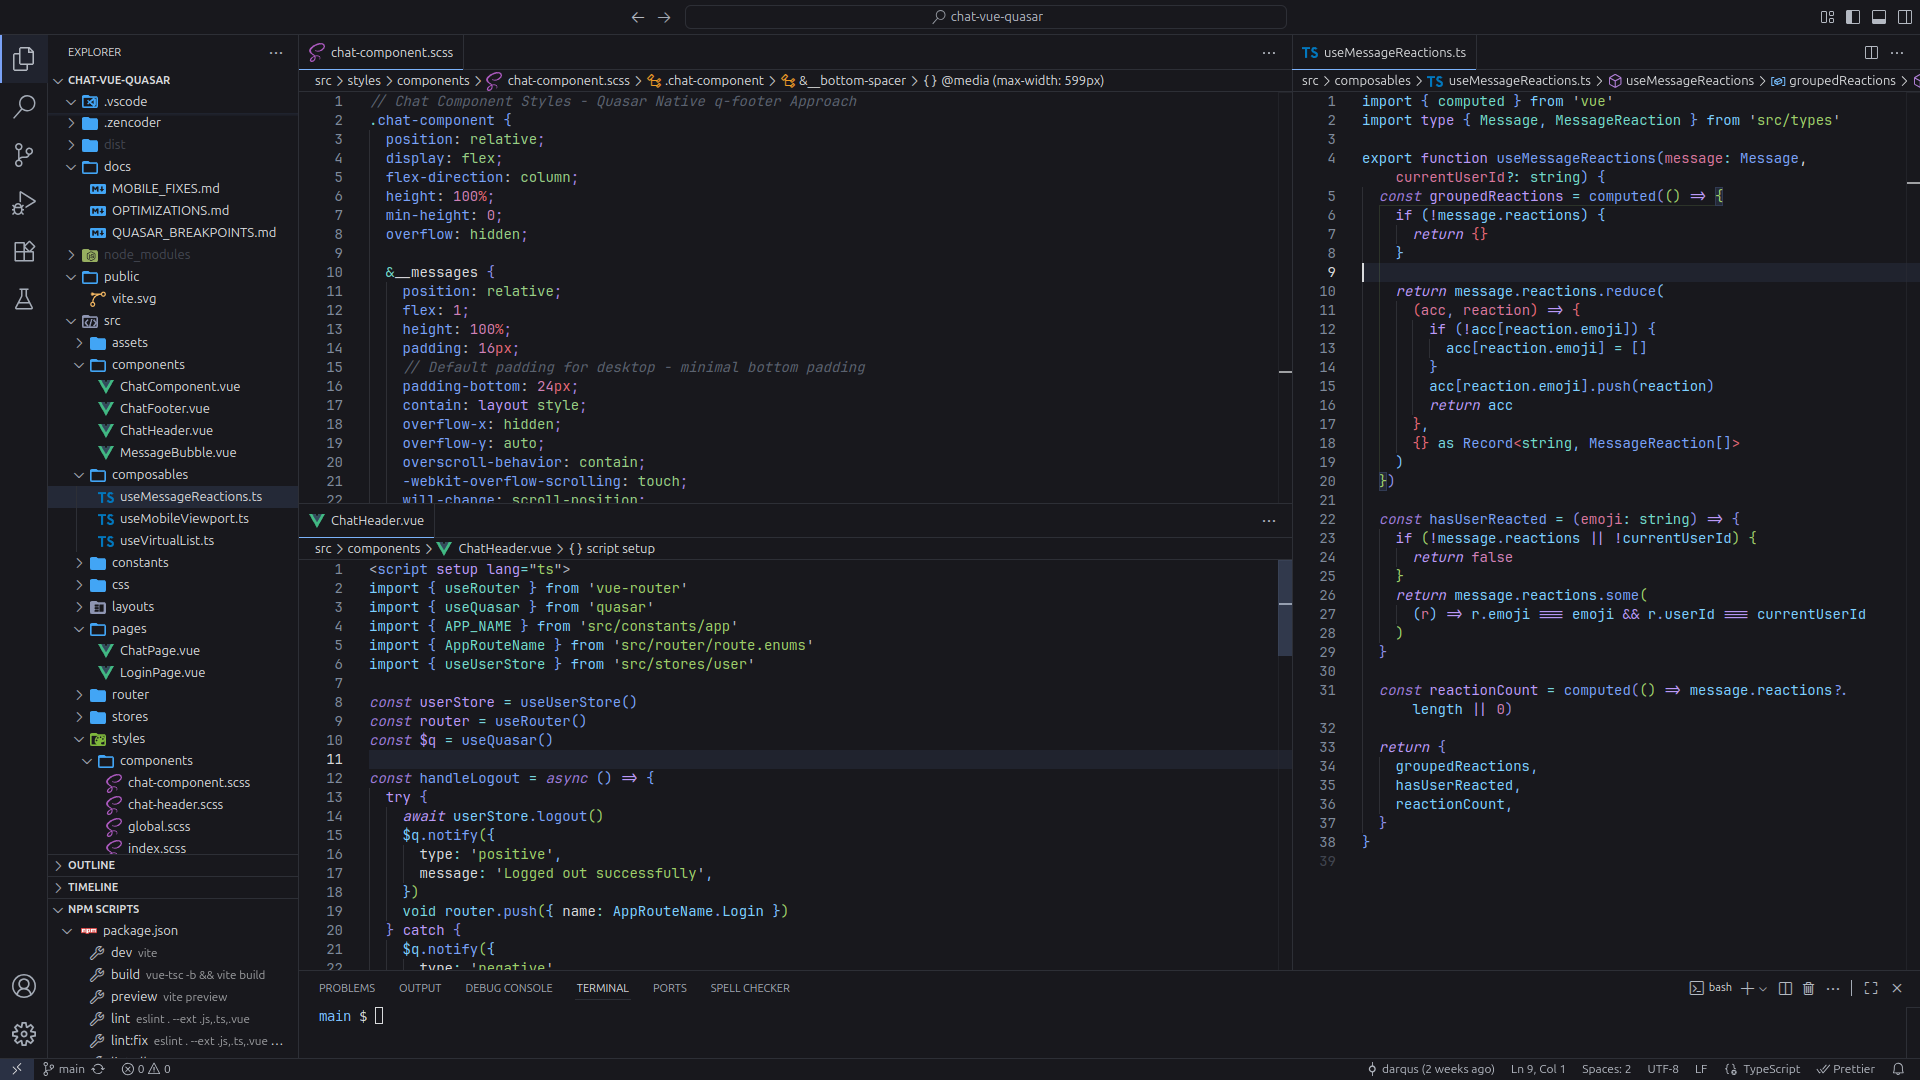 chat-vue-quasar
EXPLORER
CHAT-VUE-QUASAR
.vscode
.zencoder
dist
docs
MOBILE_FIXES.md
OPTIMIZATIONS.md
QUASAR_BREAKPOINTS.md
node_modules
public
vite.svg
src
assets
components
ChatComponent.vue
ChatFooter.vue
ChatHeader.vue
MessageBubble.vue
composables
TS useMessageReactions.ts
TS useMobileViewport.ts
TS useVirtualList.ts
constants
css
layouts
pages
ChatPage.vue
LoginPage.vue
router
stores
styles
components
chat-component.scss
chat-header.scss
global.scss
index.scss
OUTLINE
TIMELINE
NPM SCRIPTS
package.json
dev vite
build vue-tsc -b && vite build
preview vite preview
lint eslint . --ext .js,.ts,.vue
lint:fix eslint . --ext .js,.ts,.vue ...
chat-component.scss
src > styles > components > chat-component.scss > .chat-component > &__bottom-spacer > {} @media (max-width: 599px)
1 // Chat Component Styles - Quasar Native q-footer Approach
2 .chat-component {
3 position: relative;
4 display: flex;
5 flex-direction: column;
6 height: 100%;
7 min-height: 0;
8 overflow: hidden;
9
10 &__messages {
11 position: relative;
12 flex: 1;
13 height: 100%;
14 padding: 16px;
15 // Default padding for desktop - minimal bottom padding
16 padding-bottom: 24px;
17 contain: layout style;
18 overflow-x: hidden;
19 overflow-y: auto;
20 overscroll-behavior: contain;
21 -webkit-overflow-scrolling: touch;
22 will-change: scroll-position;
ChatHeader.vue
src > components > ChatHeader.vue > {} script setup
1 <script setup lang="ts">
2 import { useRouter } from 'vue-router'
3 import { useQuasar } from 'quasar'
4 import { APP_NAME } from 'src/constants/app'
5 import { AppRouteName } from 'src/router/route.enums'
6 import { useUserStore } from 'src/stores/user'
7
8 const userStore = useUserStore()
9 const router = useRouter()
10 const $q = useQuasar()
11
12 const handleLogout = async () => {
13 try {
14 await userStore.logout()
15 $q.notify({
16 type: 'positive',
17 message: 'Logged out successfully',
18 })
19 void router.push({ name: AppRouteName.Login })
20 } catch {
21 $q.notify({
22 type: 'negative'
TS useMessageReactions.ts
src > composables > TS useMessageReactions.ts > useMessageReactions > groupedReactions >
1 import { computed } from 'vue'
2 import type { Message, MessageReaction } from 'src/types'
3
4 export function useMessageReactions(message: Message,
currentUserId?: string) {
5 const groupedReactions = computed(() => {
6 if (!message.reactions) {
7 return {}
8 }
9
10 return message.reactions.reduce(
11 (acc, reaction) => {
12 if (!acc[reaction.emoji]) {
13 acc[reaction.emoji] = []
14 }
15 acc[reaction.emoji].push(reaction)
16 return acc
17 },
18 {} as Record<string, MessageReaction[]>
19 )
20 })
21
22 const hasUserReacted = (emoji: string) => {
23 if (!message.reactions || !currentUserId) {
24 return false
25 }
26 return message.reactions.some(
27 (r) => r.emoji === emoji && r.userId === currentUserId
28 )
29 }
30
31 const reactionCount = computed(() => message.reactions?.
length || 0)
32
33 return {
34 groupedReactions,
35 hasUserReacted,
36 reactionCount,
37 }
38 }
39
PROBLEMS OUTPUT DEBUG CONSOLE TERMINAL PORTS SPELL CHECKER
bash
main $
main 0 0
darqus (2 weeks ago) Ln 9, Col 1 Spaces: 2 UTF-8 LF {} TypeScript Prettier